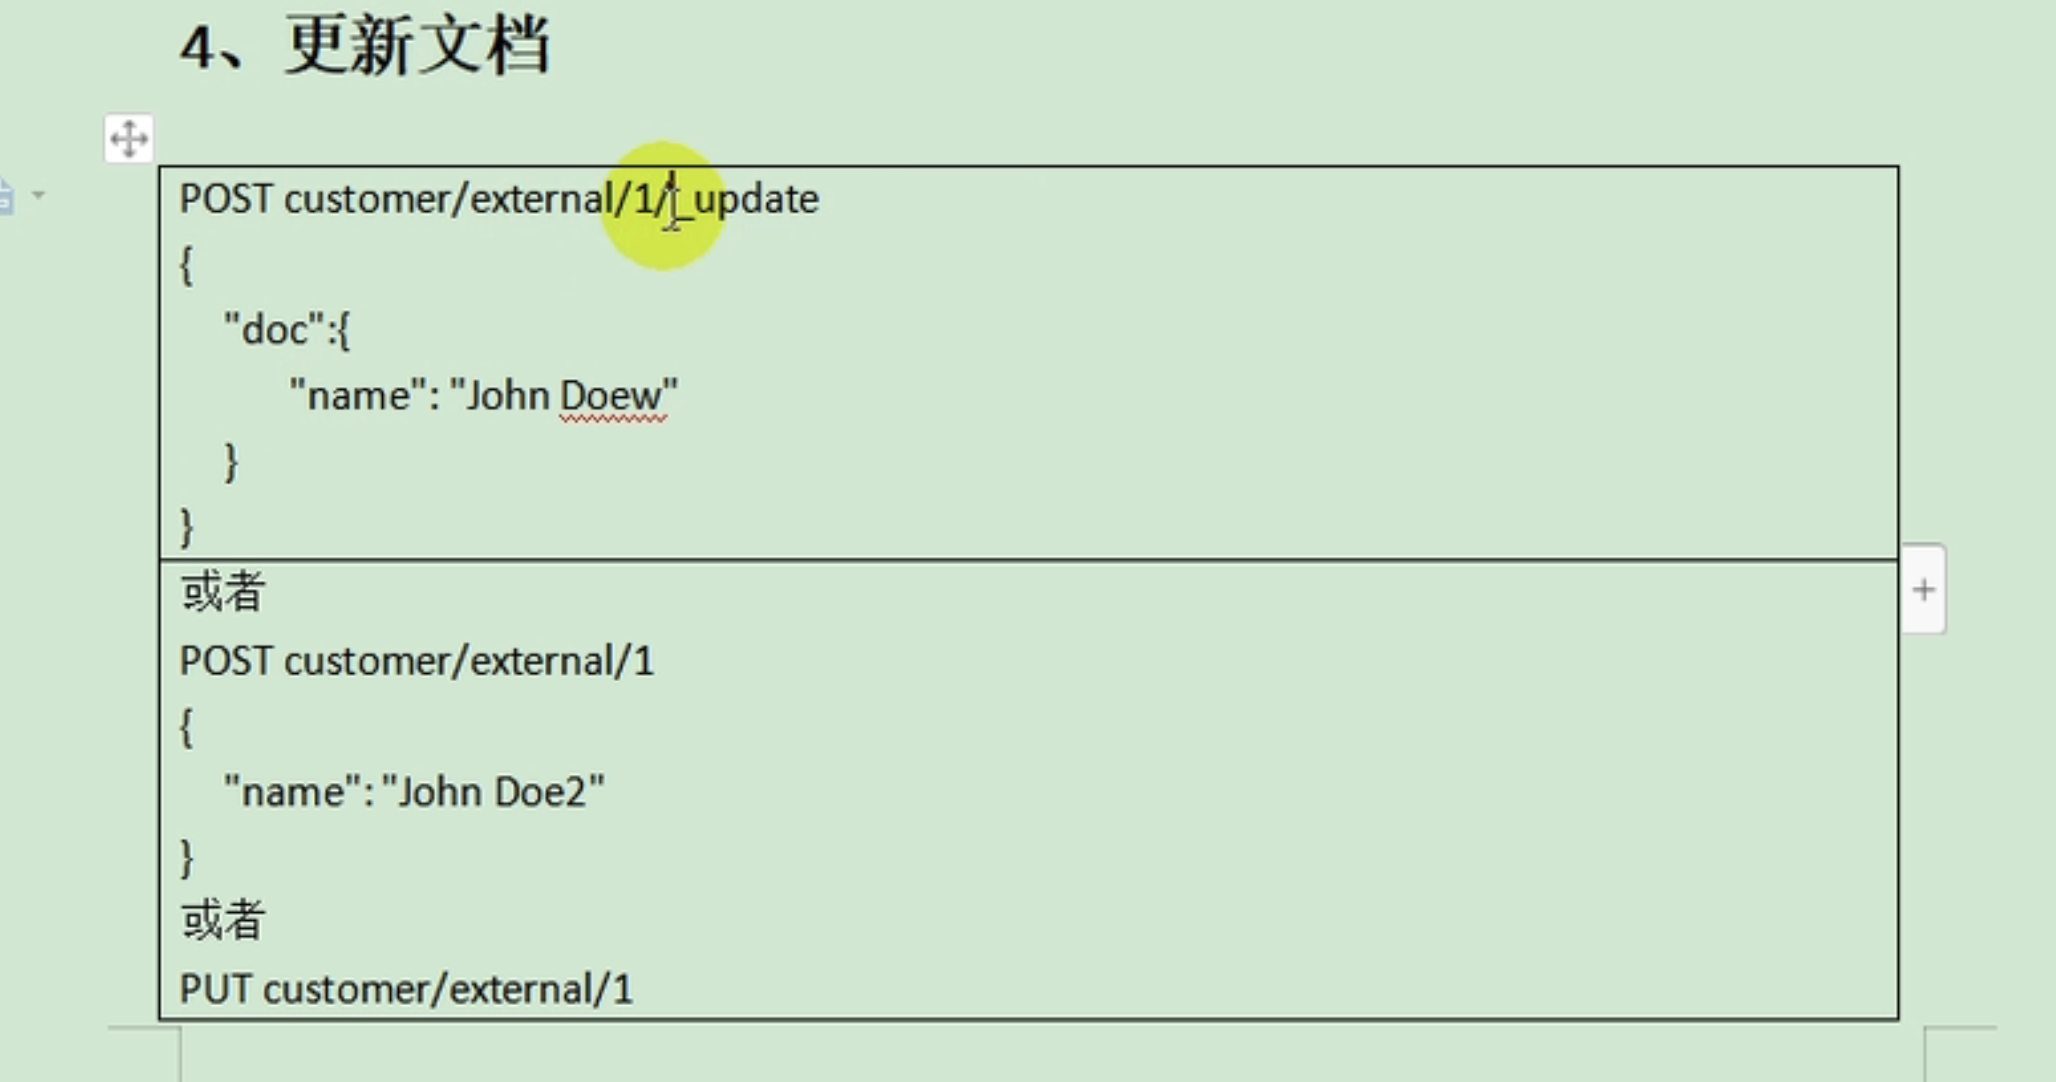 4、更新文档
POST customer/external/1/_update
{
"doc":{
"name": "John Doew"
}
}
或者
POST customer/external/1
{
"name": "John Doe2"
}
或者
PUT customer/external/1